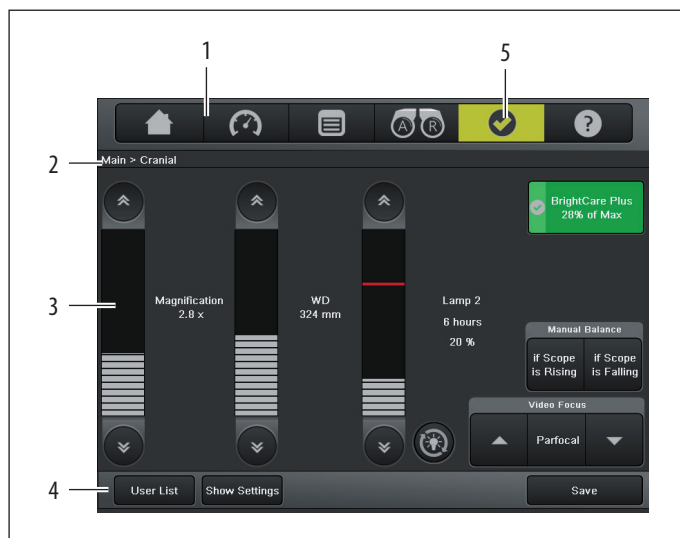 1
5
A R ?
2
Main > Cranial
BrightCare Plus
28% of Max
3
Magnification
2.8 x
WD
324 mm
Lamp 2
6 hours
20 %
Manual Balance
if Scope
is Rising
if Scope
is Falling
Video Focus
Parfocal
4
User List
Show Settings
Save